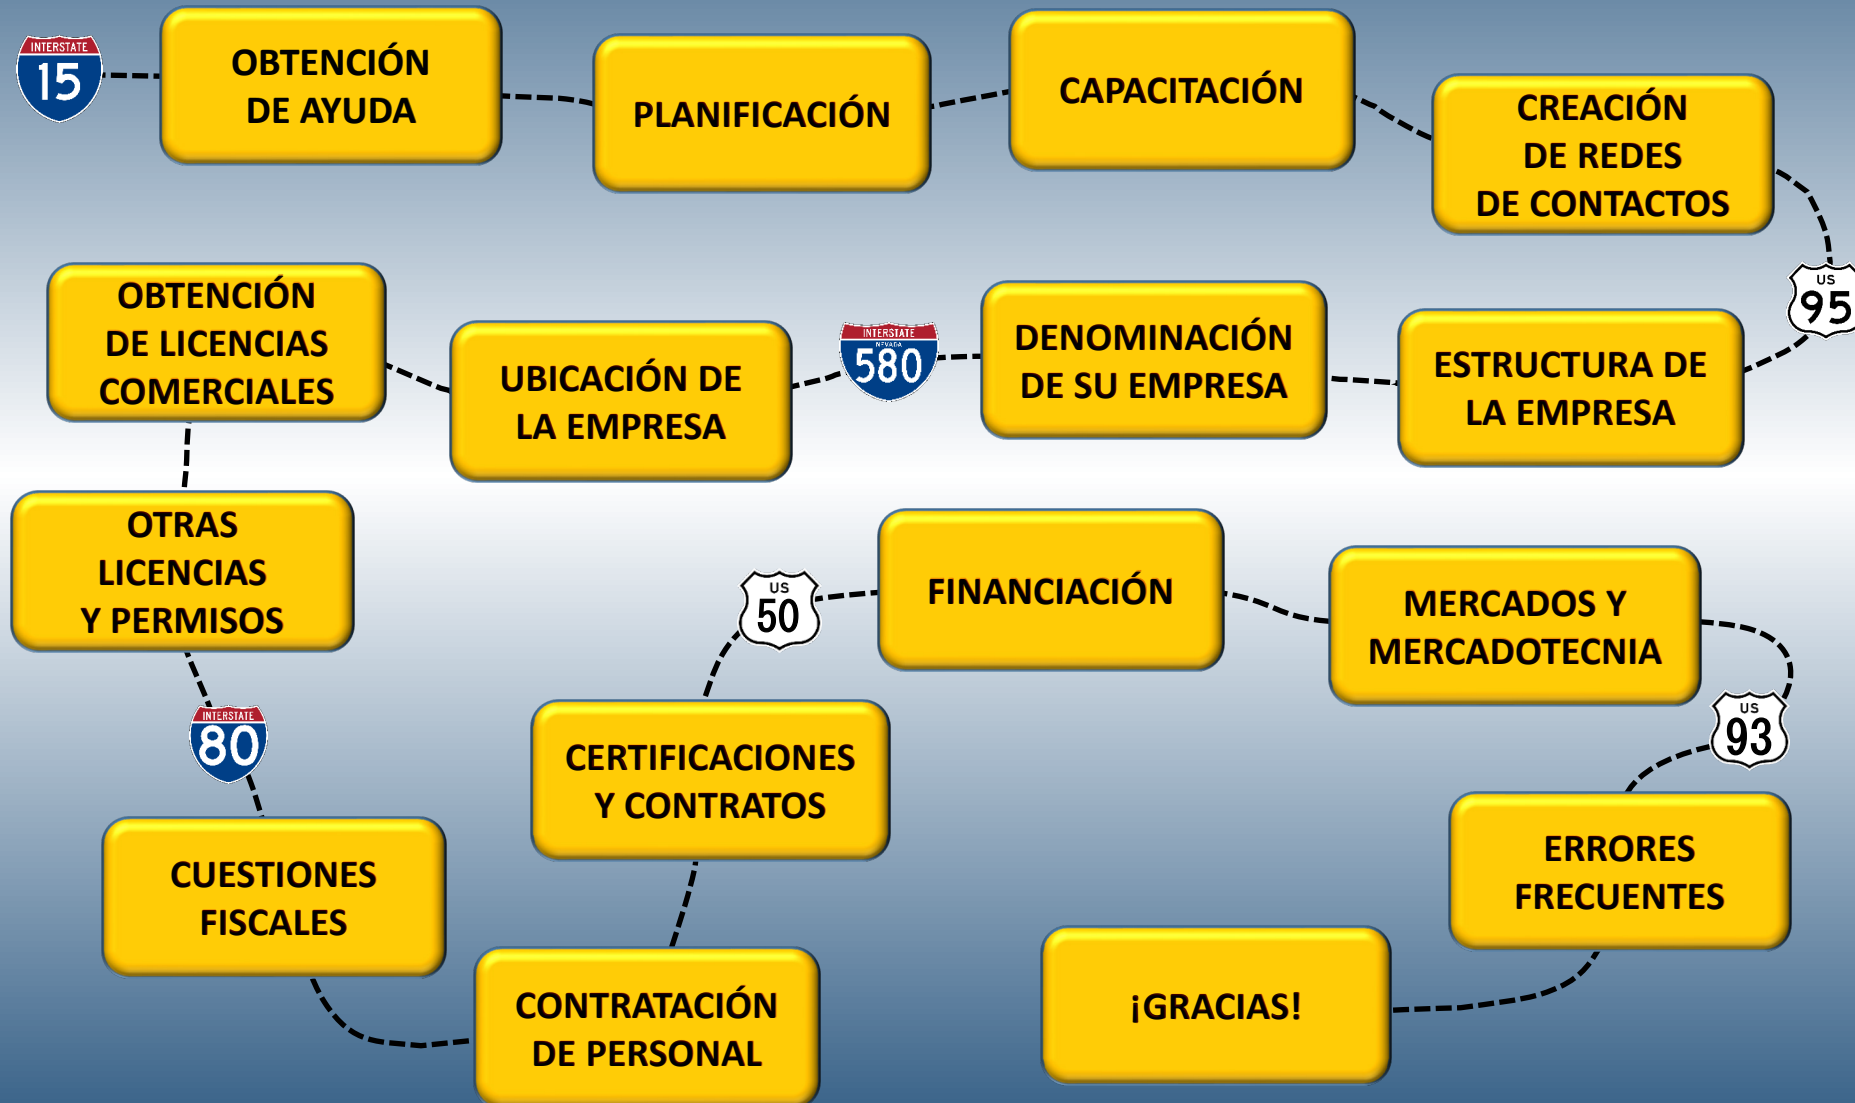 INTERSTATE
15
OBTENCIÓN
DE AYUDA
PLANIFICACIÓN
CAPACITACIÓN
CREACIÓN
DE REDES
DE CONTACTOS
US
95
ESTRUCTURA DE
LA EMPRESA
DENOMINACIÓN
DE SU EMPRESA
INTERSTATE
NEVADA
580
UBICACIÓN DE
LA EMPRESA
OBTENCIÓN
DE LICENCIAS
COMERCIALES
OTRAS
LICENCIAS
Y PERMISOS
INTERSTATE
80
CUESTIONES
FISCALES
CONTRATACIÓN
DE PERSONAL
CERTIFICACIONES
Y CONTRATOS
US
50
FINANCIACIÓN
MERCADOS Y
MERCADOTECNIA
US
93
ERRORES
FRECUENTES
¡GRACIAS!